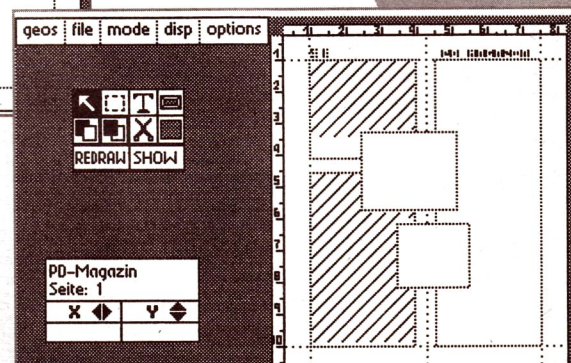 geos file mode disp options
REDRAW SHOW
PD-Magazin
Seite: 1
X Y